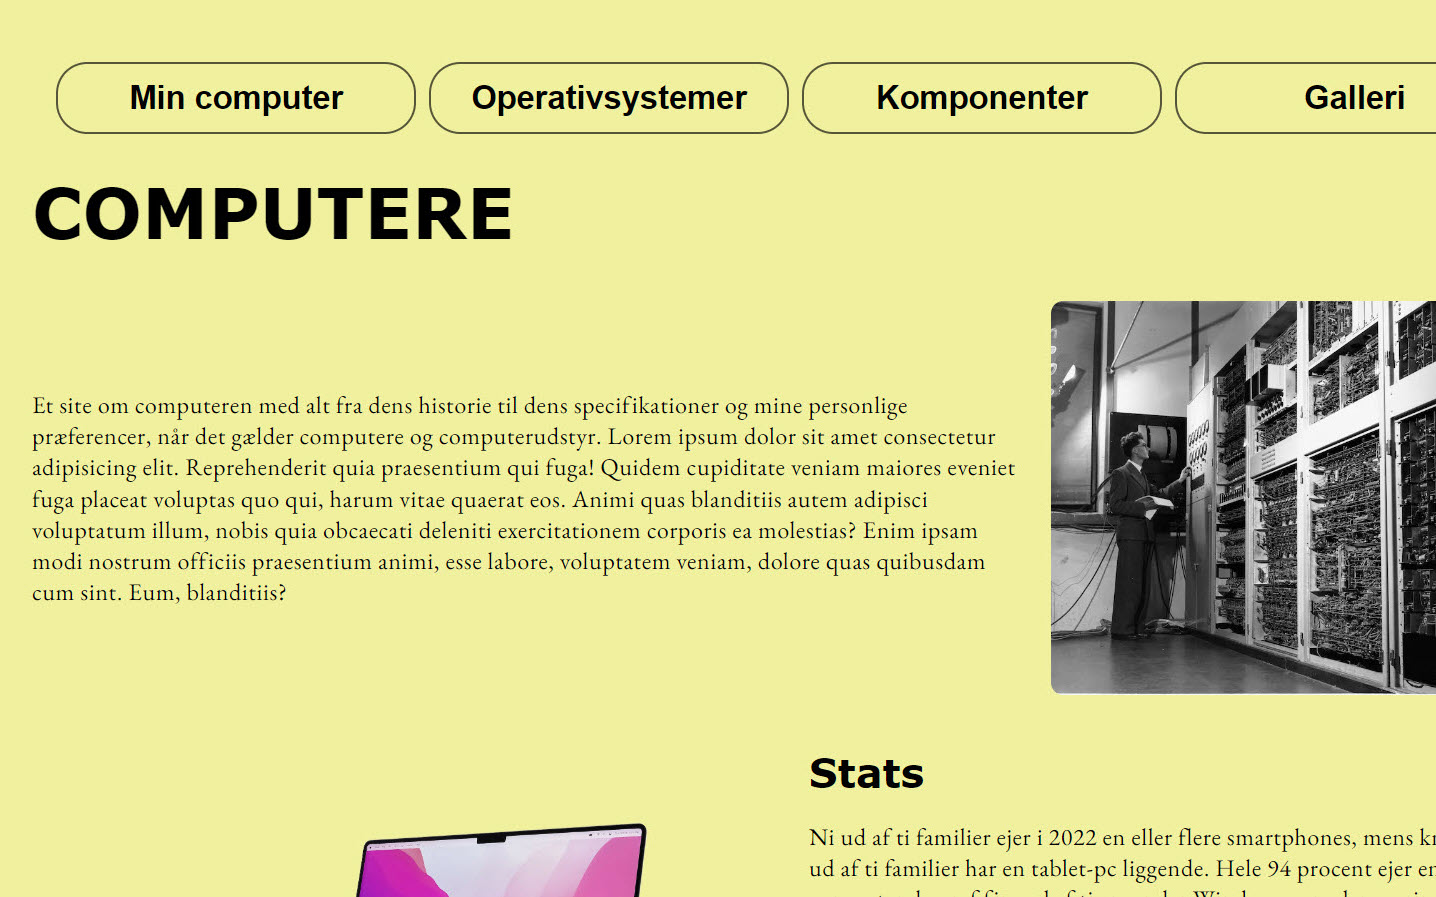 Min computer
Operativsystemer
Komponenter
Galleri
COMPUTERE
Et site om computeren med alt fra dens historie til dens specifikationer og mine personlige
præferencer, når det gælder computere og computerudstyr. Lorem ipsum dolor sit amet consectetur
adipisicing elit. Reprehenderit quia praesentium qui fuga! Quidem cupiditate veniam maiores eveniet
fuga placeat voluptas quo qui, harum vitae quaerat eos. Animi quas blanditiis autem adipisci
voluptatum illum, nobis quia obcaecati deleniti exercitationem corporis ea molestias? Enim ipsam
modi nostrum officiis praesentium animi, esse labore, voluptatem veniam, dolore quas quibusdam
cum sint. Eum, blanditiis?
Stats
Ni ud af ti familier ejer i 2022 en eller flere smartphones, mens
ud af ti familier har en tablet-pc liggende. Hele 94 procent ejer